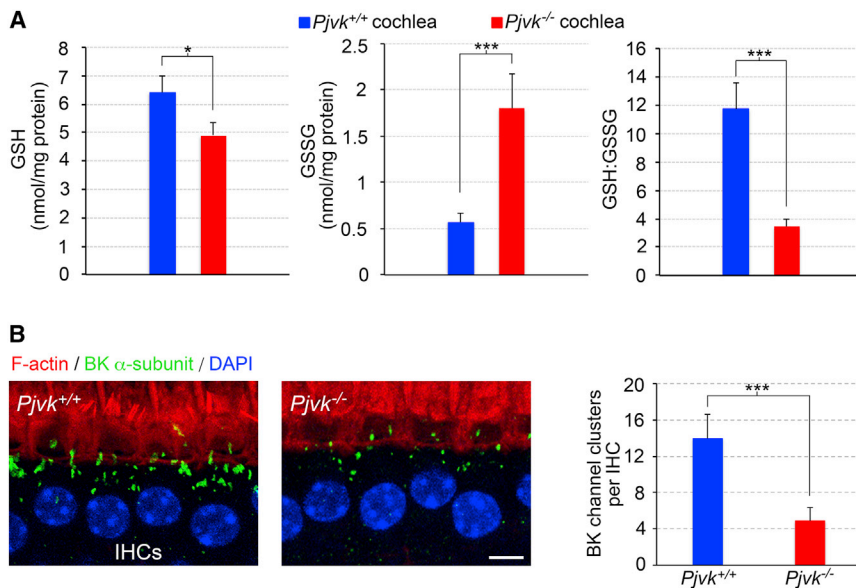 A
Pjvk+/+ cochlea
Pjvk-/- cochlea
GSH
(nmol/mg protein)
8
7
6
5
4
3
2
1
0
*
GSSG
(nmol/mg protein)
2.5
2
1.5
1
0.5
0
***
GSH:GSSG
16
14
12
10
8
6
4
2
0
***
B
F-actin / BK α-subunit / DAPI
Pjvk+/+
IHCs
Pjvk-/-
BK channel clusters
per IHC
20
16
12
8
4
0
***
Pjvk+/+
Pjvk-/-